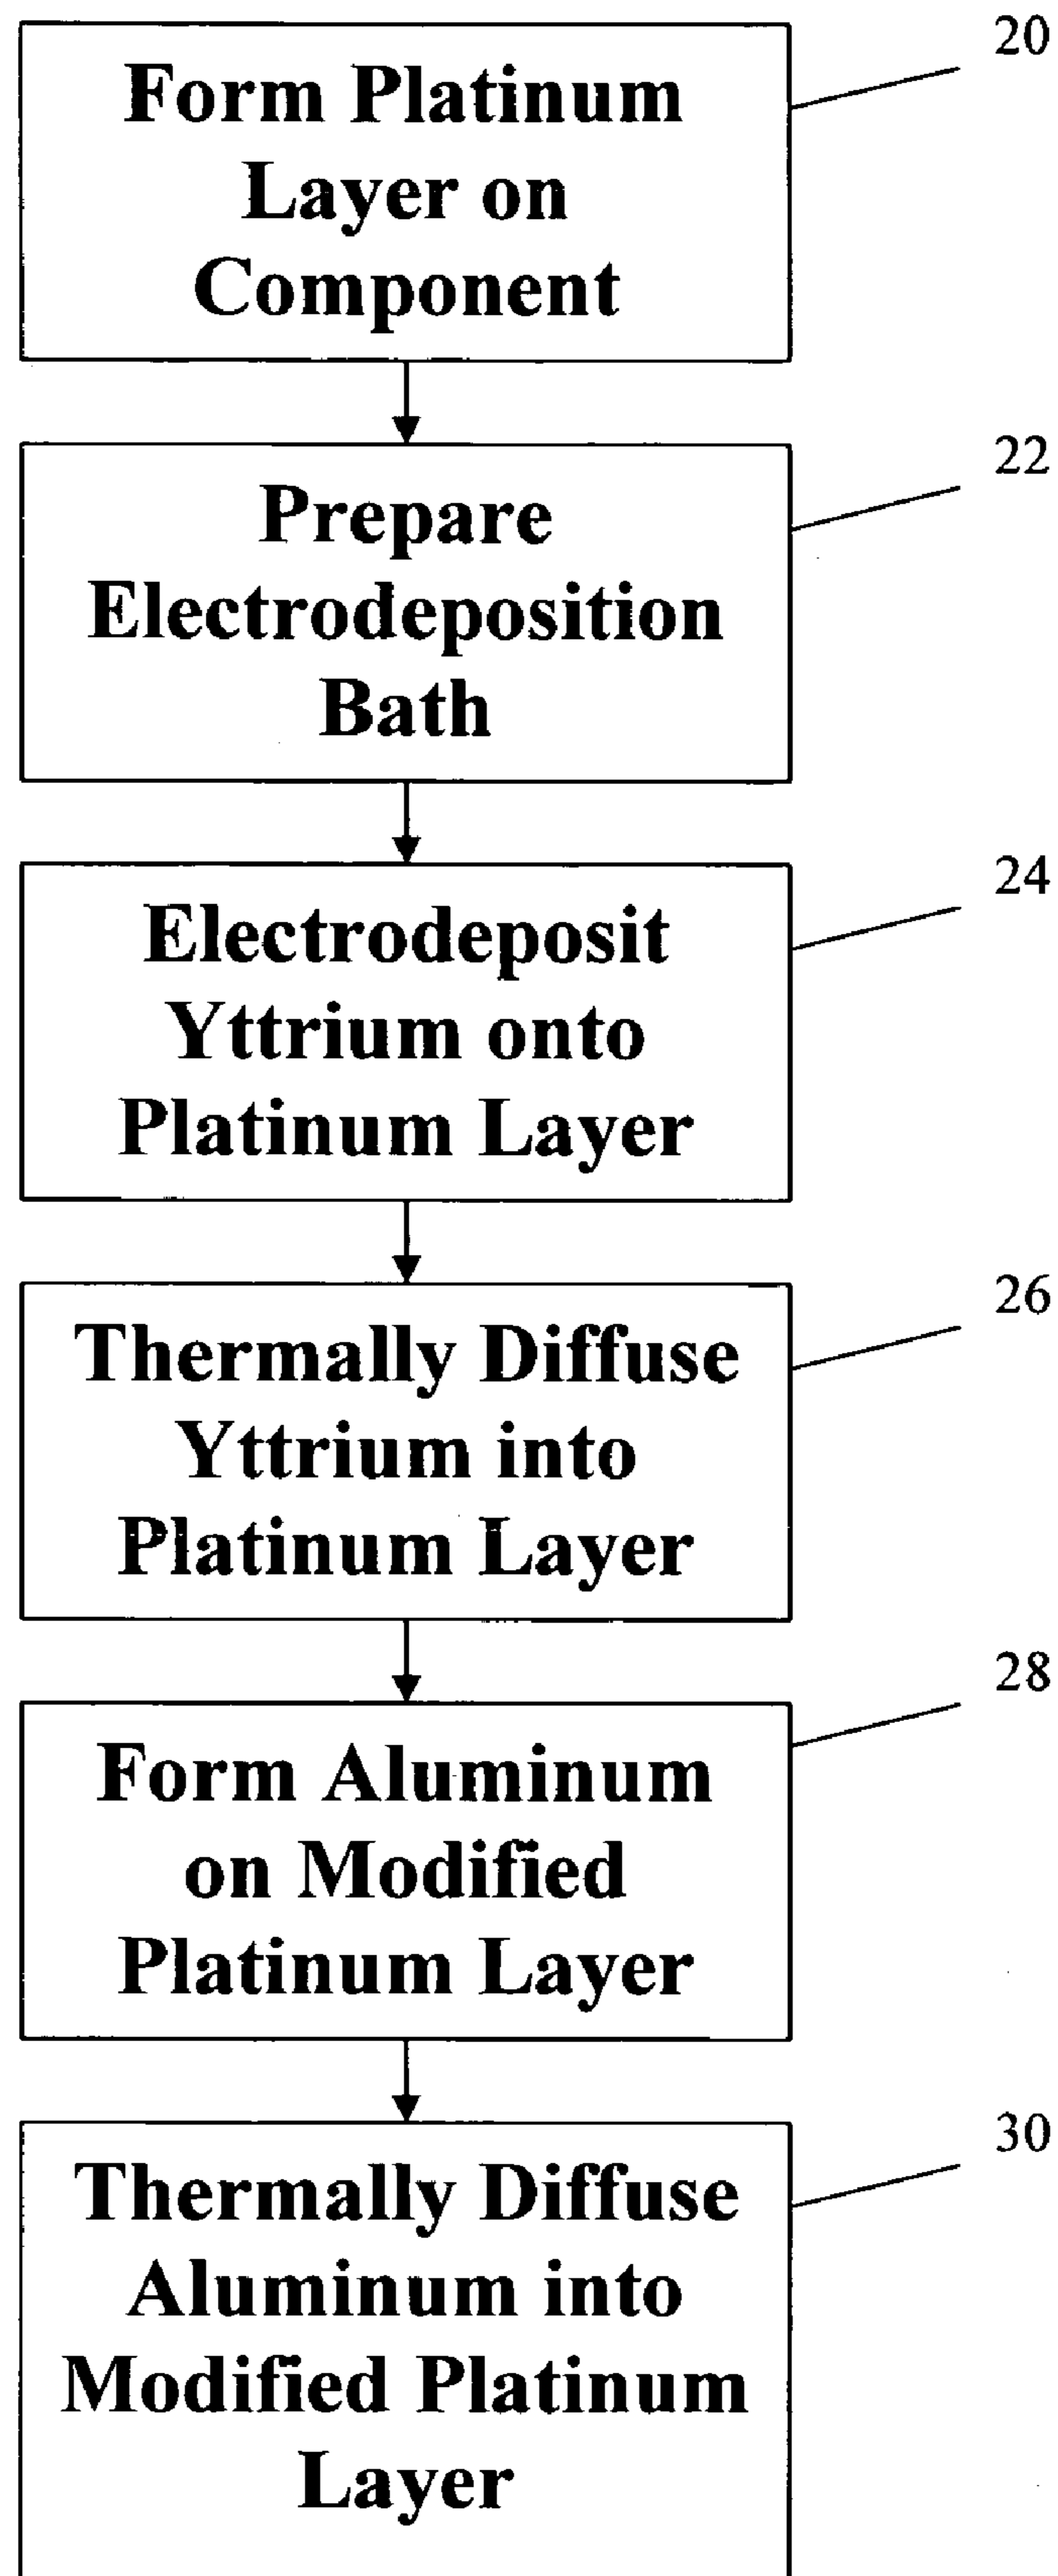 20
Form Platinum
Layer on
Component
22
Prepare
Electrodeposition
Bath
24
Electrodeposit
Yttrium onto
Platinum Layer
26
Thermally Diffuse
Yttrium into
Platinum Layer
28
Form Aluminum
on Modified
Platinum Layer
30
Thermally Diffuse
Aluminum into
Modified Platinum
Layer